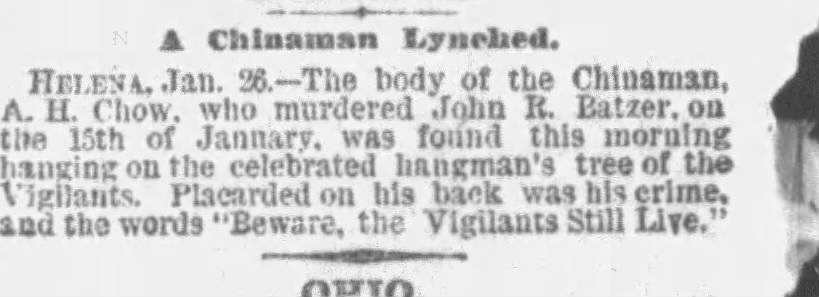 A Chinaman Lynched.
HELENA, Jan. 26.—The body of the Chinaman,
A. H. Chow, who murdered John R. Batzer, on
the 15th of January, was found this morning
hanging on the celebrated hangman's tree of the
Vigilants. Placarded on his back was his crime,
and the words "Beware, the Vigilants Still Live."
OHIO.